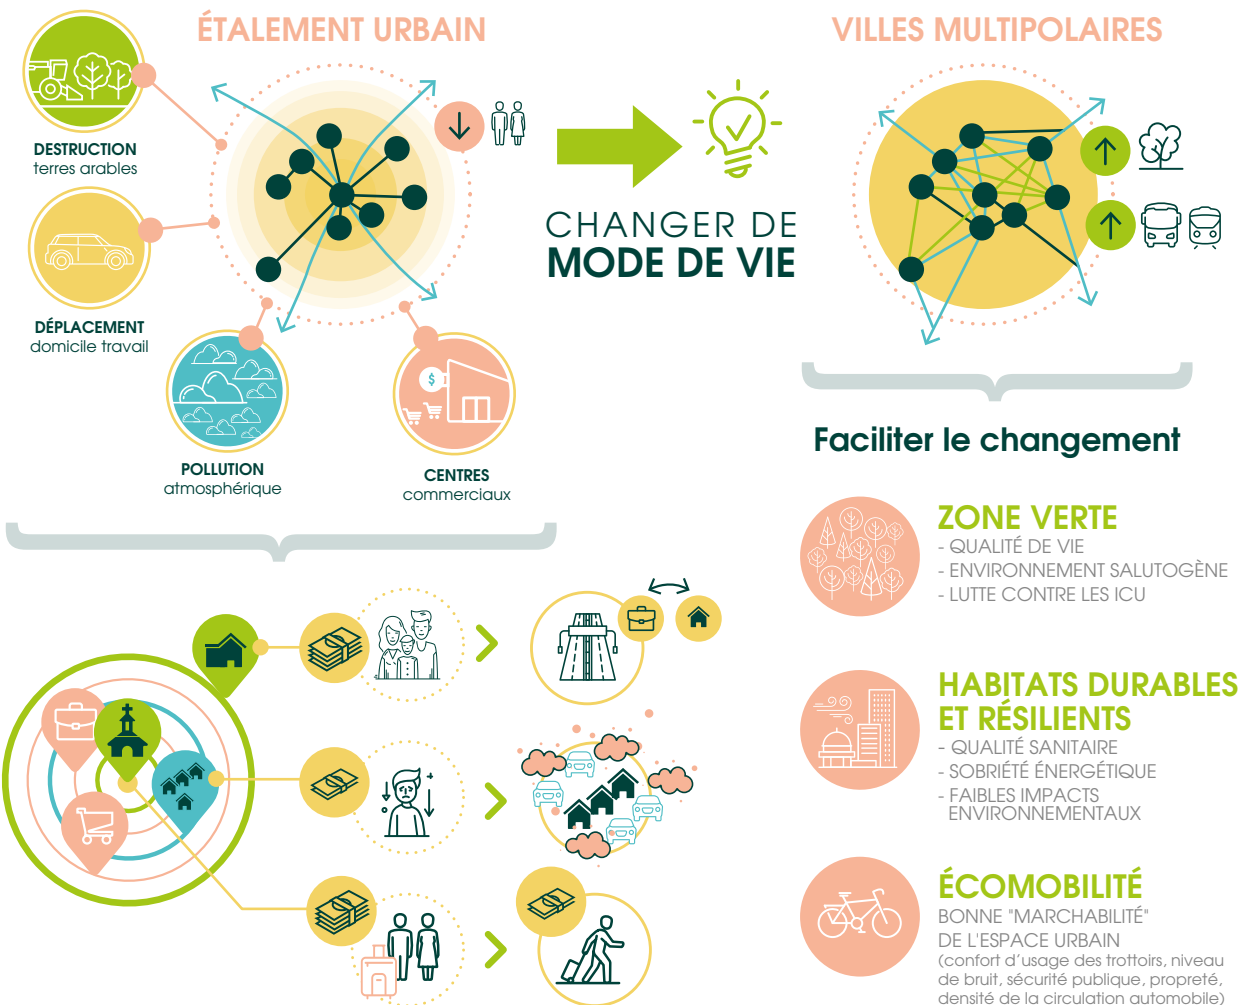 ÉTALEMENT URBAIN
DESTRUCTION
terres arables
DÉPLACEMENT
domicile travail
POLLUTION
atmosphérique
$
CENTRES
commerciaux
CHANGER DE
MODE DE VIE
VILLES MULTIPOLAIRES
Faciliter le changement
ZONE VERTE
- QUALITÉ DE VIE
- ENVIRONNEMENT SALUTOGÈNE
- LUTTE CONTRE LES ICU
HABITATS DURABLES
ET RÉSILIENTS
- QUALITÉ SANITAIRE
- SOBRIÉTÉ ÉNERGÉTIQUE
- FAIBLES IMPACTS
ENVIRONNEMENTAUX
ÉCOMOBILITÉ
BONNE "MARCHABILITÉ"
DE L'ESPACE URBAIN
(confort d'usage des trottoirs, niveau
de bruit, sécurité publique, propreté,
densité de la circulation automobile)